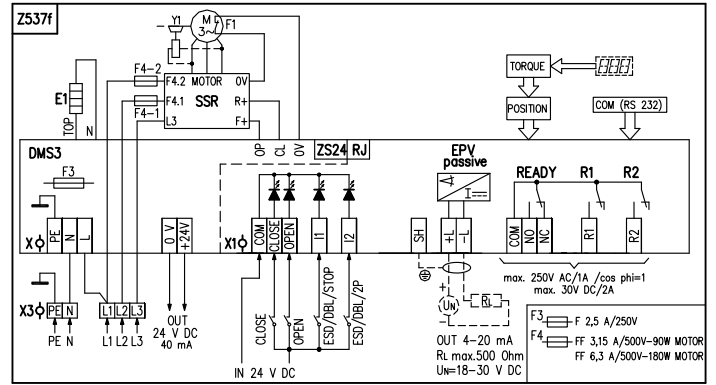 Z537f
Y1
M
3~
F1
F4-2
F4.2 MOTOR 0V
F4.1 SSR R+
L3 F+
F4-1
E1
TOP
N
TORQUE
POSITION
COM (RS 232)
OP
CL
0V
ZS24 RJ
DMS3
F3
EPV
passive
I
READY R1 R2
X
PE
N
L
0 V
+24V
X1
COM
CLOSE
OPEN
I1
I2
SH
+L
-L
COM
NO
NC
R1
R2
max. 250V AC/1A /cos phi=1
max. 30V DC/2A
X3
PE N
L1 L2 L3
PE N
L1 L2 L3
OUT
24 V DC
40 mA
CLOSE
OPEN
ESD/DBL/STOP
ESD/DBL/2P
IN 24 V DC
+
UN
−
RL
OUT 4-20 mA
RL max.500 Ohm
UN=18-30 V DC
F3
F 2,5 A/250V
F4
FF 3,15 A/500V-90W MOTOR
FF 6,3 A/500V-180W MOTOR